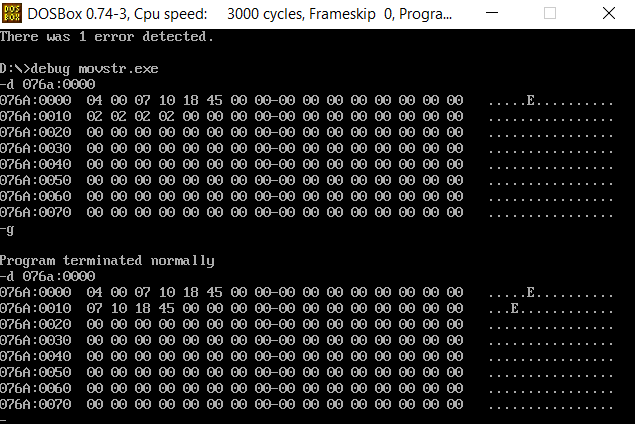 DOS BOX DOSBox 0.74-3, Cpu speed: 3000 cycles, Frameskip 0, Progra...
There was 1 error detected.
D:\>debug movstr.exe
-d 076a:0000
076A:0000 04 00 07 10 18 45 00 00-00 00 00 00 00 00 00 00 .....E..........
076A:0010 02 02 02 02 00 00 00 00-00 00 00 00 00 00 00 00 ................
076A:0020 00 00 00 00 00 00 00 00-00 00 00 00 00 00 00 00 ................
076A:0030 00 00 00 00 00 00 00 00-00 00 00 00 00 00 00 00 ................
076A:0040 00 00 00 00 00 00 00 00-00 00 00 00 00 00 00 00 ................
076A:0050 00 00 00 00 00 00 00 00-00 00 00 00 00 00 00 00 ................
076A:0060 00 00 00 00 00 00 00 00-00 00 00 00 00 00 00 00 ................
076A:0070 00 00 00 00 00 00 00 00-00 00 00 00 00 00 00 00 ................
-g
Program terminated normally
-d 076a:0000
076A:0000 04 00 07 10 18 45 00 00-00 00 00 00 00 00 00 00 .....E..........
076A:0010 07 10 18 45 00 00 00 00-00 00 00 00 00 00 00 00 ...E............
076A:0020 00 00 00 00 00 00 00 00-00 00 00 00 00 00 00 00 ................
076A:0030 00 00 00 00 00 00 00 00-00 00 00 00 00 00 00 00 ................
076A:0040 00 00 00 00 00 00 00 00-00 00 00 00 00 00 00 00 ................
076A:0050 00 00 00 00 00 00 00 00-00 00 00 00 00 00 00 00 ................
076A:0060 00 00 00 00 00 00 00 00-00 00 00 00 00 00 00 00 ................
076A:0070 00 00 00 00 00 00 00 00-00 00 00 00 00 00 00 00 ................
-